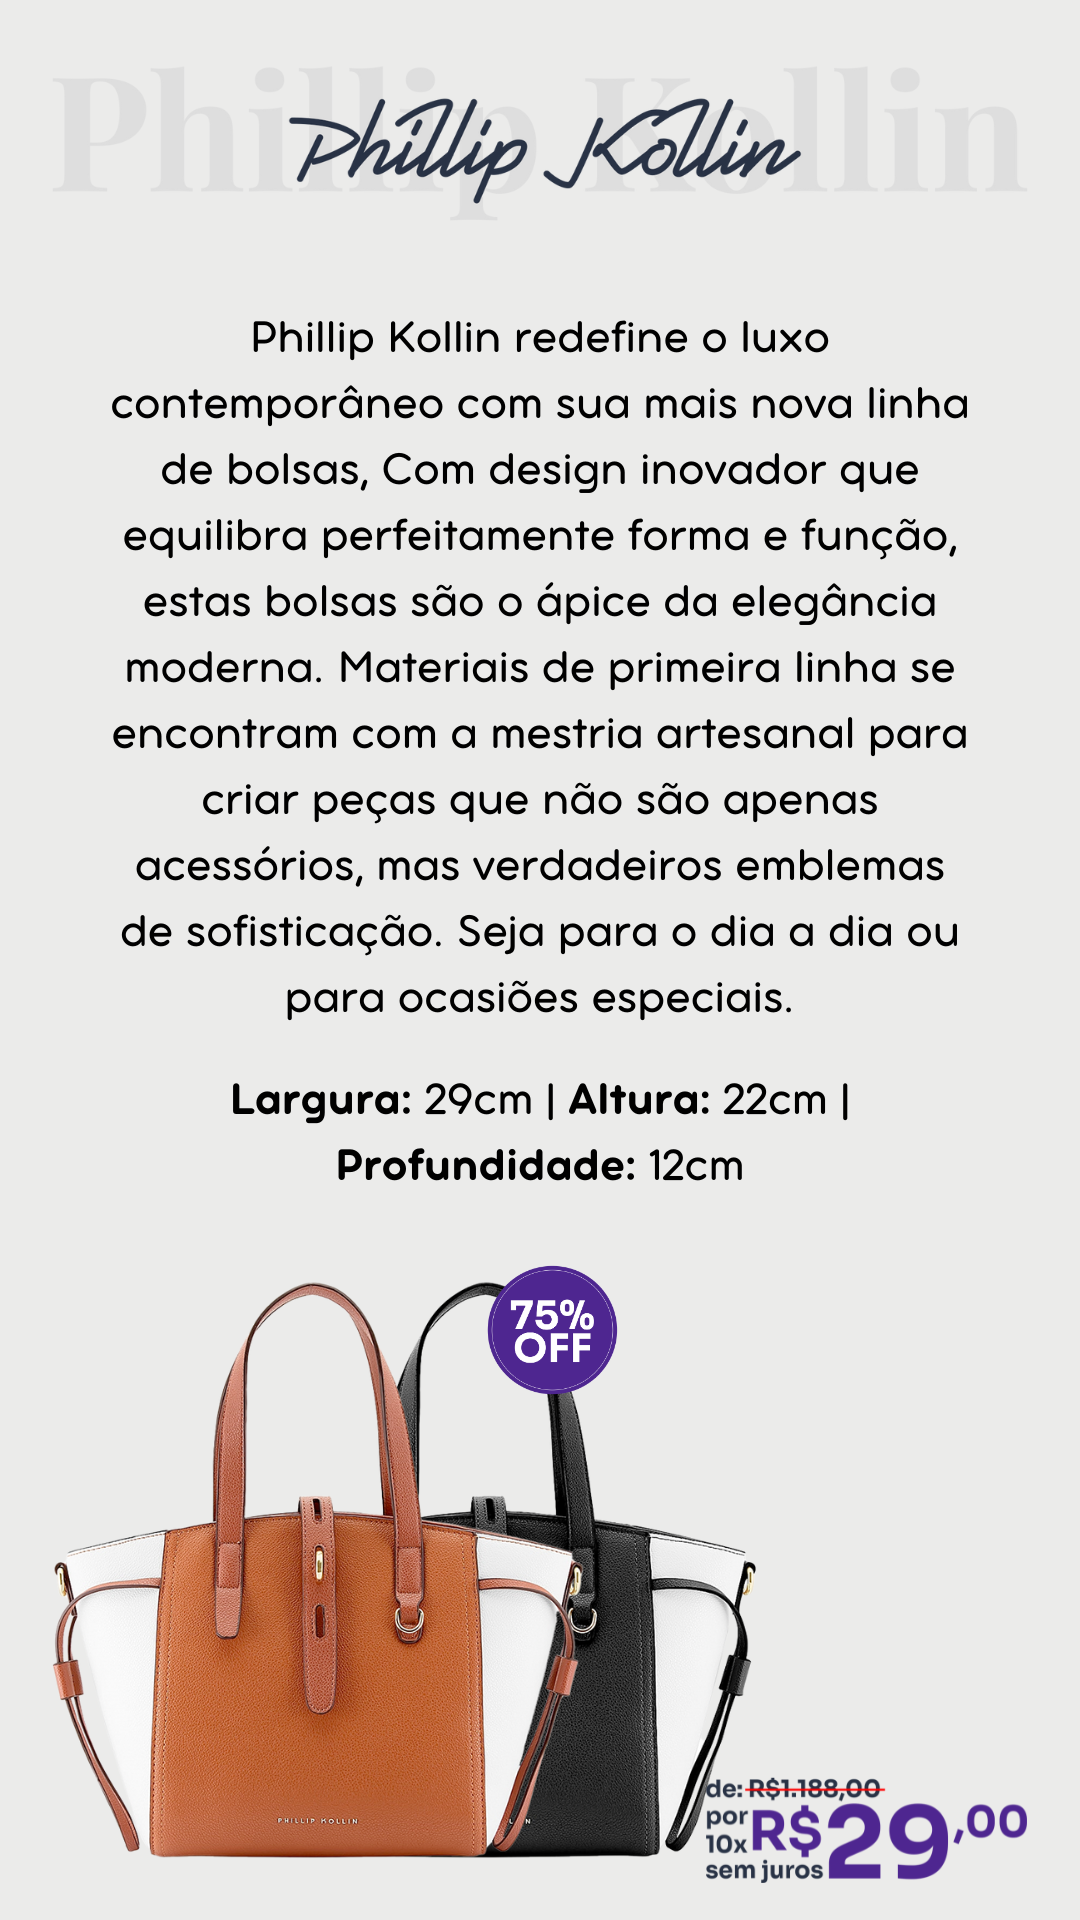 Phillip Kollin
Phillip Kollin
Phillip Kollin redefine o luxo
contemporâneo com sua mais nova linha
de bolsas, Com design inovador que
equilibra perfeitamente forma e função,
estas bolsas são o ápice da elegância
moderna. Materiais de primeira linha se
encontram com a mestria artesanal para
criar peças que não são apenas
acessórios, mas verdadeiros emblemas
de sofisticação. Seja para o dia a dia ou
para ocasiões especiais.
Largura: 29cm | Altura: 22cm |
Profundidade: 12cm
75%
OFF
PHILLIP KOLLIN
LIN
de: R$1.188,00
por
10x
sem juros
R$29,00